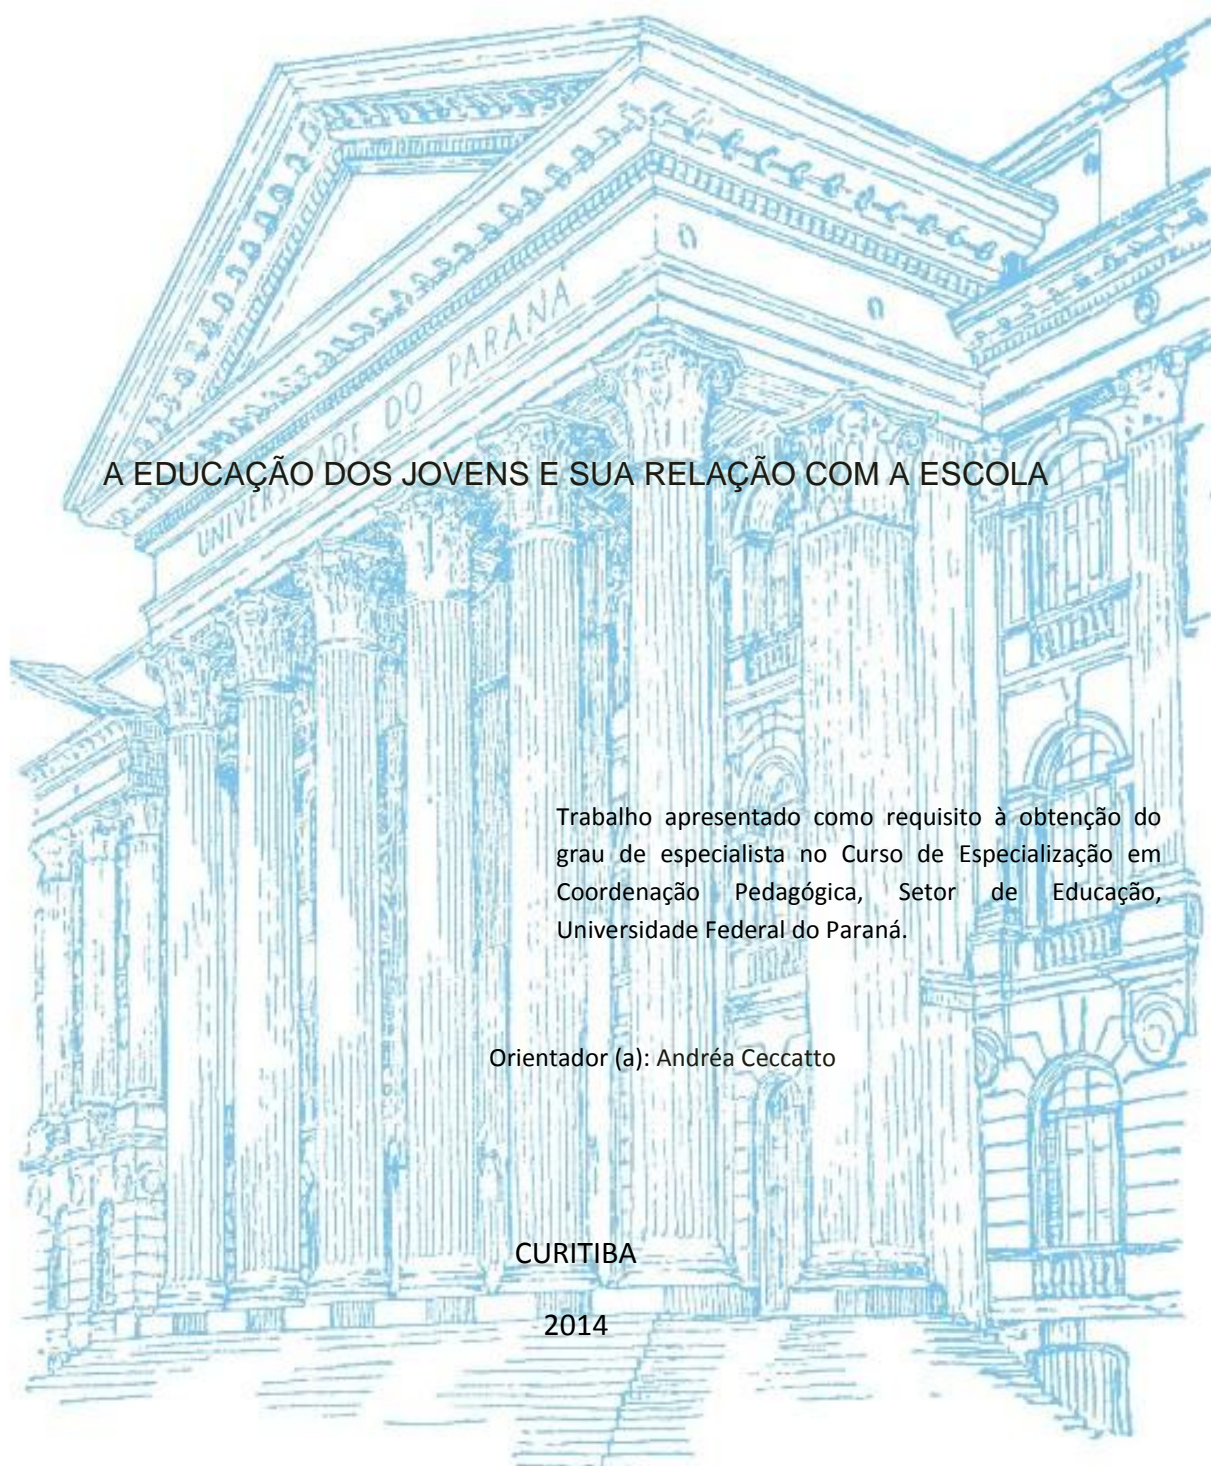 UNIVERSIDADE DO PARANÁ
A EDUCAÇÃO DOS JOVENS E SUA RELAÇÃO COM A ESCOLA
Trabalho apresentado como requisito à obtenção do
grau de especialista no Curso de Especialização em
Coordenação Pedagógica, Setor de Educação,
Universidade Federal do Paraná.
Orientador (a): Andréa Ceccatto
CURITIBA
2014